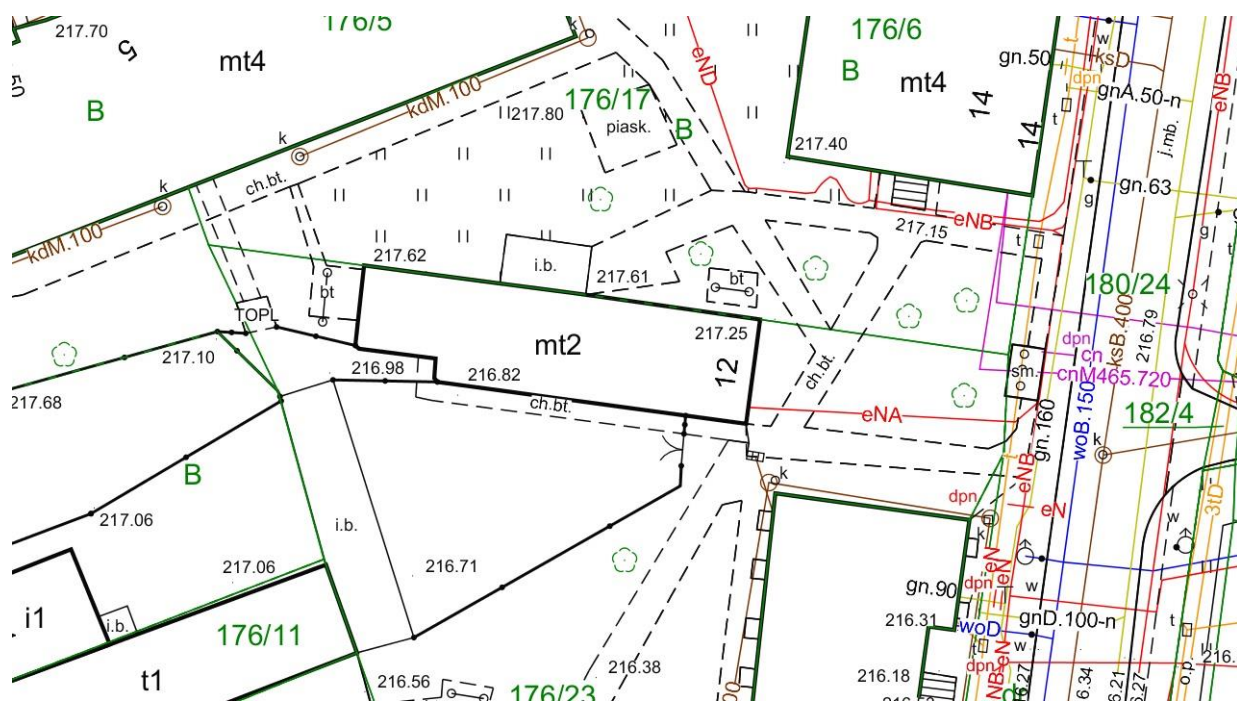 217.70
5
mt4
176/5
k
B
kdM.100
217.80
176/17
piask.
B
eND
176/6
B
mt4
14
14
217.40
gn.50
w
ksD
dpn
gnA.50-n
t
t
j.mb.
eNB
gn.63
g
g
k
ch.bt.
k
kdM.100
217.62
i.b.
217.61
bt
bt
eNB
217.15
t
180/24
t
TOPL
217.10
217.68
216.98
216.82
mt2
217.25
12
ch.bt.
ch.bt.
eNA
sm.
dpn
cn
cnM465.720
ksB.400
216.79
182/4
woB.150
gn.160
k
t
B
217.06
217.06
i.b.
216.71
k
dpn
k
eNB
eN
3tD
w
i1
i.b.
176/11
t1
216.56
176/23
216.38
gn.90
216.31
216.18
eN
eN
dpn
w
gnD.100-n
woD
t
w
dpn
eN
NB
t
o.p.
6.27
6.34
6.21
6.27
216.